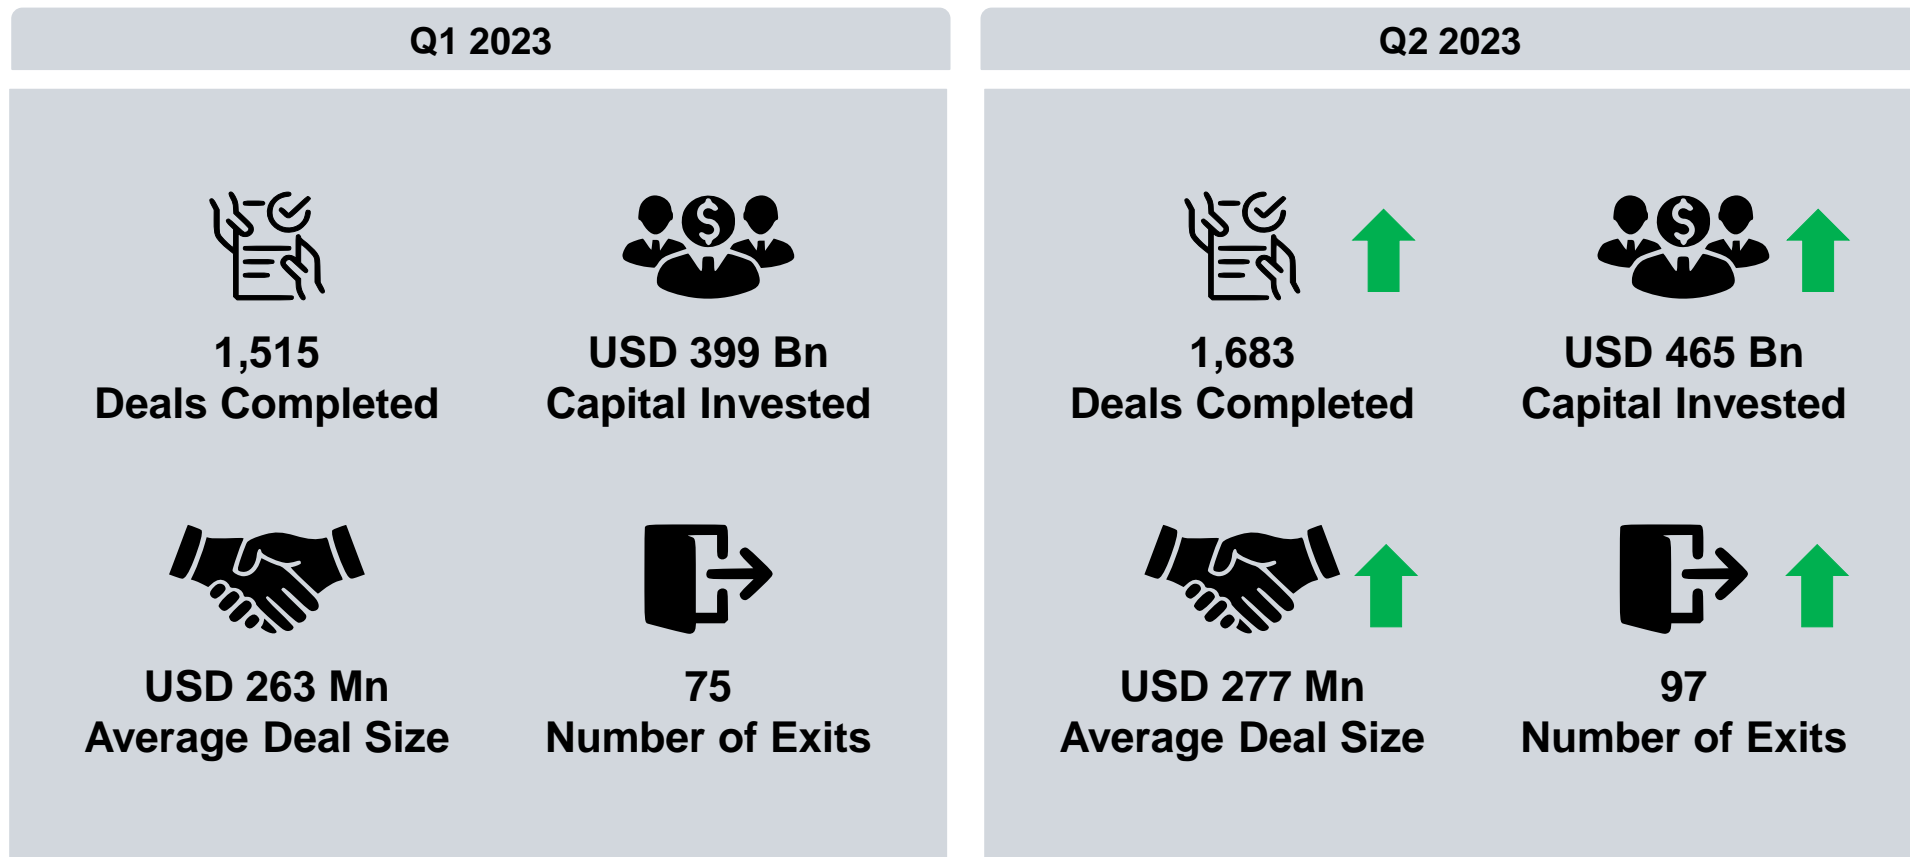 Q1 2023
1,515
Deals Completed
USD 399 Bn
Capital Invested
USD 263 Mn
Average Deal Size
75
Number of Exits
Q2 2023
1,683
Deals Completed
USD 465 Bn
Capital Invested
USD 277 Mn
Average Deal Size
97
Number of Exits